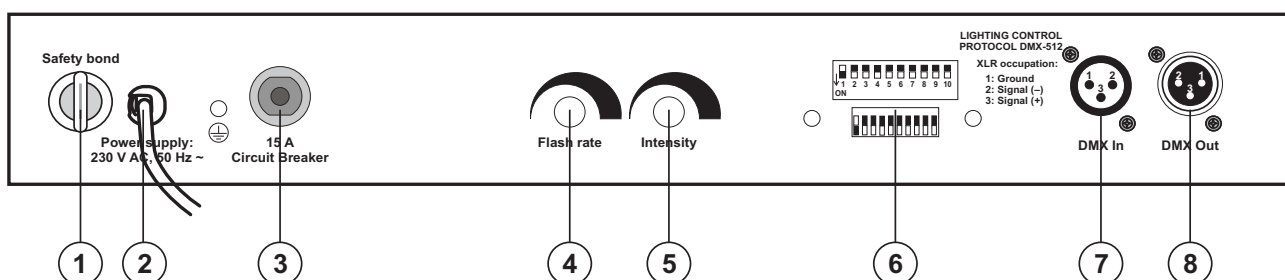 Safety bond
Power supply:
230 V AC, 50 Hz ~
15 A
Circuit Breaker
Flash rate
Intensity
1 2 3 4 5 6 7 8 9 10
ON
LIGHTING CONTROL
PROTOCOL DMX-512
XLR occupation:
1: Ground
2: Signal (–)
3: Signal (+)
1 2
3
DMX In
2 1
3
DMX Out
1 2 3 4 5 6 7 8